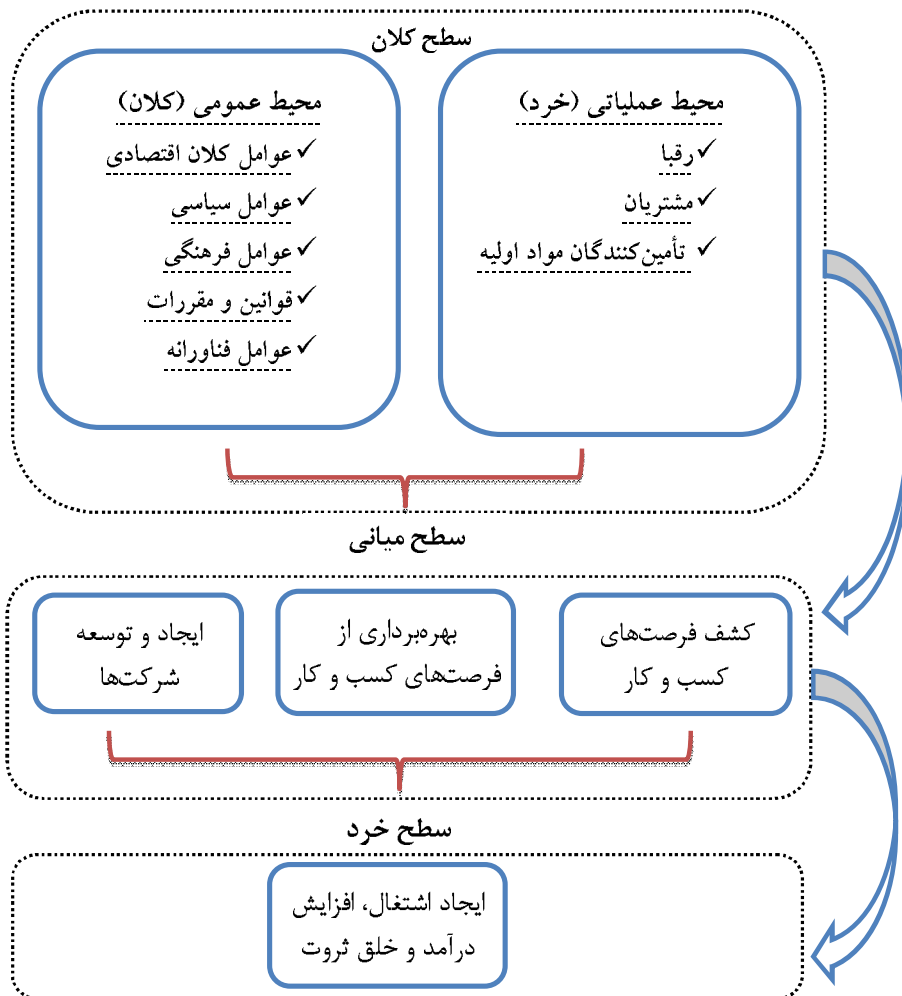 سطح کلان
محیط عملیاتی (خرد)
✓ رقبا
✓ مشتریان
✓ تأمین‌کنندگان مواد اولیه
محیط عمومی (کلان)
✓ عوامل کلان اقتصادی
✓ عوامل سیاسی
✓ عوامل فرهنگی
✓ قوانین و مقررات
✓ عوامل فناورانه
سطح میانی
کشف فرصت‌های
کسب و کار
بهره‌برداری از
فرصت‌های کسب و کار
ایجاد و توسعه
شرکت‌ها
سطح خرد
ایجاد اشتغال، افزایش
درآمد و خلق ثروت